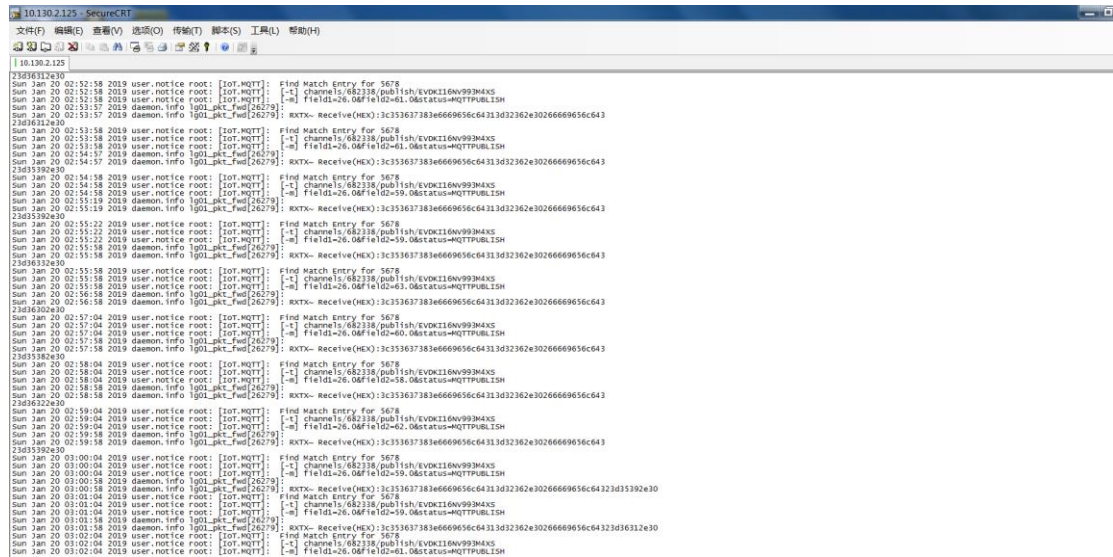 10.130.2.125 - SecureCRT
文件(F) 编辑(E) 查看(V) 选项(O) 传输(T) 脚本(S) 工具(L) 帮助(H)
10.130.2.125
23d36312e30
Sun Jan 20 02:52:58 2019 user.notice root: [IoT.MQTT]: Find Match Entry for 5678
Sun Jan 20 02:52:58 2019 user.notice root: [IoT.MQTT]: [-t] channels/682338/publish/EVDKI16NV993M4XS
Sun Jan 20 02:52:58 2019 user.notice root: [IoT.MQTT]: [-m] field1=26.0&field2=61.0&status=MQTTPUBLISH
Sun Jan 20 02:53:57 2019 daemon.info lg01_pkt_fwd[26279]:
Sun Jan 20 02:53:57 2019 daemon.info lg01_pkt_fwd[26279]: RXTX~ Receive(HEX):3c353637383e6669656c64313d32362e30266669656c643
23d36312e30
Sun Jan 20 02:53:58 2019 user.notice root: [IoT.MQTT]: Find Match Entry for 5678
Sun Jan 20 02:53:58 2019 user.notice root: [IoT.MQTT]: [-t] channels/682338/publish/EVDKI16NV993M4XS
Sun Jan 20 02:53:58 2019 user.notice root: [IoT.MQTT]: [-m] field1=26.0&field2=61.0&status=MQTTPUBLISH
Sun Jan 20 02:54:57 2019 daemon.info lg01_pkt_fwd[26279]:
Sun Jan 20 02:54:57 2019 daemon.info lg01_pkt_fwd[26279]: RXTX~ Receive(HEX):3c353637383e6669656c64313d32362e30266669656c643
23d35392e30
Sun Jan 20 02:54:58 2019 user.notice root: [IoT.MQTT]: Find Match Entry for 5678
Sun Jan 20 02:54:58 2019 user.notice root: [IoT.MQTT]: [-t] channels/682338/publish/EVDKI16NV993M4XS
Sun Jan 20 02:54:58 2019 user.notice root: [IoT.MQTT]: [-m] field1=26.0&field2=59.0&status=MQTTPUBLISH
Sun Jan 20 02:55:19 2019 daemon.info lg01_pkt_fwd[26279]:
Sun Jan 20 02:55:19 2019 daemon.info lg01_pkt_fwd[26279]: RXTX~ Receive(HEX):3c353637383e6669656c64313d32362e30266669656c643
23d35392e30
Sun Jan 20 02:55:22 2019 user.notice root: [IoT.MQTT]: Find Match Entry for 5678
Sun Jan 20 02:55:22 2019 user.notice root: [IoT.MQTT]: [-t] channels/682338/publish/EVDKI16NV993M4XS
Sun Jan 20 02:55:22 2019 user.notice root: [IoT.MQTT]: [-m] field1=26.0&field2=59.0&status=MQTTPUBLISH
Sun Jan 20 02:55:58 2019 daemon.info lg01_pkt_fwd[26279]:
Sun Jan 20 02:55:58 2019 daemon.info lg01_pkt_fwd[26279]: RXTX~ Receive(HEX):3c353637383e6669656c64313d32362e30266669656c643
23d36332e30
Sun Jan 20 02:55:58 2019 user.notice root: [IoT.MQTT]: Find Match Entry for 5678
Sun Jan 20 02:55:58 2019 user.notice root: [IoT.MQTT]: [-t] channels/682338/publish/EVDKI16NV993M4XS
Sun Jan 20 02:55:58 2019 user.notice root: [IoT.MQTT]: [-m] field1=26.0&field2=63.0&status=MQTTPUBLISH
Sun Jan 20 02:56:58 2019 daemon.info lg01_pkt_fwd[26279]:
Sun Jan 20 02:56:58 2019 daemon.info lg01_pkt_fwd[26279]: RXTX~ Receive(HEX):3c353637383e6669656c64313d32362e30266669656c643
23d36302e30
Sun Jan 20 02:57:04 2019 user.notice root: [IoT.MQTT]: Find Match Entry for 5678
Sun Jan 20 02:57:04 2019 user.notice root: [IoT.MQTT]: [-t] channels/682338/publish/EVDKI16NV993M4XS
Sun Jan 20 02:57:04 2019 user.notice root: [IoT.MQTT]: [-m] field1=26.0&field2=60.0&status=MQTTPUBLISH
Sun Jan 20 02:57:58 2019 daemon.info lg01_pkt_fwd[26279]:
Sun Jan 20 02:57:58 2019 daemon.info lg01_pkt_fwd[26279]: RXTX~ Receive(HEX):3c353637383e6669656c64313d32362e30266669656c643
23d35382e30
Sun Jan 20 02:58:04 2019 user.notice root: [IoT.MQTT]: Find Match Entry for 5678
Sun Jan 20 02:58:04 2019 user.notice root: [IoT.MQTT]: [-t] channels/682338/publish/EVDKI16NV993M4XS
Sun Jan 20 02:58:04 2019 user.notice root: [IoT.MQTT]: [-m] field1=26.0&field2=58.0&status=MQTTPUBLISH
Sun Jan 20 02:58:58 2019 daemon.info lg01_pkt_fwd[26279]:
Sun Jan 20 02:58:58 2019 daemon.info lg01_pkt_fwd[26279]: RXTX~ Receive(HEX):3c353637383e6669656c64313d32362e30266669656c643
23d36322e30
Sun Jan 20 02:59:04 2019 user.notice root: [IoT.MQTT]: Find Match Entry for 5678
Sun Jan 20 02:59:04 2019 user.notice root: [IoT.MQTT]: [-t] channels/682338/publish/EVDKI16NV993M4XS
Sun Jan 20 02:59:04 2019 user.notice root: [IoT.MQTT]: [-m] field1=26.0&field2=62.0&status=MQTTPUBLISH
Sun Jan 20 02:59:58 2019 daemon.info lg01_pkt_fwd[26279]:
Sun Jan 20 02:59:58 2019 daemon.info lg01_pkt_fwd[26279]: RXTX~ Receive(HEX):3c353637383e6669656c64313d32362e30266669656c643
23d35392e30
Sun Jan 20 03:00:04 2019 user.notice root: [IoT.MQTT]: Find Match Entry for 5678
Sun Jan 20 03:00:04 2019 user.notice root: [IoT.MQTT]: [-t] channels/682338/publish/EVDKI16NV993M4XS
Sun Jan 20 03:00:04 2019 user.notice root: [IoT.MQTT]: [-m] field1=26.0&field2=59.0&status=MQTTPUBLISH
Sun Jan 20 03:00:58 2019 daemon.info lg01_pkt_fwd[26279]:
Sun Jan 20 03:00:58 2019 daemon.info lg01_pkt_fwd[26279]: RXTX~ Receive(HEX):3c353637383e6669656c64313d32362e30266669656c64323d35392e30
Sun Jan 20 03:01:04 2019 user.notice root: [IoT.MQTT]: Find Match Entry for 5678
Sun Jan 20 03:01:04 2019 user.notice root: [IoT.MQTT]: [-t] channels/682338/publish/EVDKI16NV993M4XS
Sun Jan 20 03:01:04 2019 user.notice root: [IoT.MQTT]: [-m] field1=26.0&field2=59.0&status=MQTTPUBLISH
Sun Jan 20 03:01:58 2019 daemon.info lg01_pkt_fwd[26279]:
Sun Jan 20 03:01:58 2019 daemon.info lg01_pkt_fwd[26279]: RXTX~ Receive(HEX):3c353637383e6669656c64313d32362e30266669656c64323d36312e30
Sun Jan 20 03:02:04 2019 user.notice root: [IoT.MQTT]: Find Match Entry for 5678
Sun Jan 20 03:02:04 2019 user.notice root: [IoT.MQTT]: [-t] channels/682338/publish/EVDKI16NV993M4XS
Sun Jan 20 03:02:04 2019 user.notice root: [IoT.MQTT]: [-m] field1=26.0&field2=61.0&status=MQTTPUBLISH